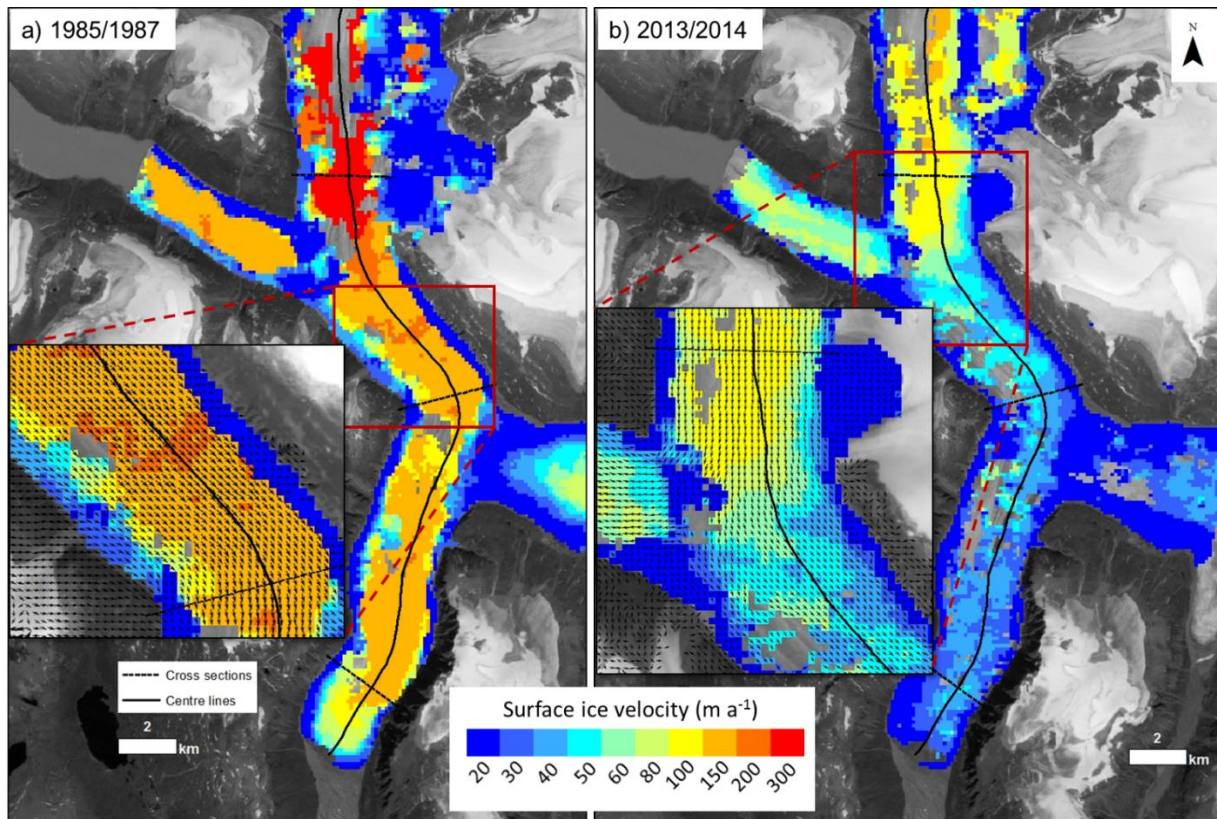 a) 1985/1987
b) 2013/2014
N
Cross sections
Centre lines
2
km
Surface ice velocity (m a⁻¹)
20 30 40 50 60 80 100 150 200 300
2
km